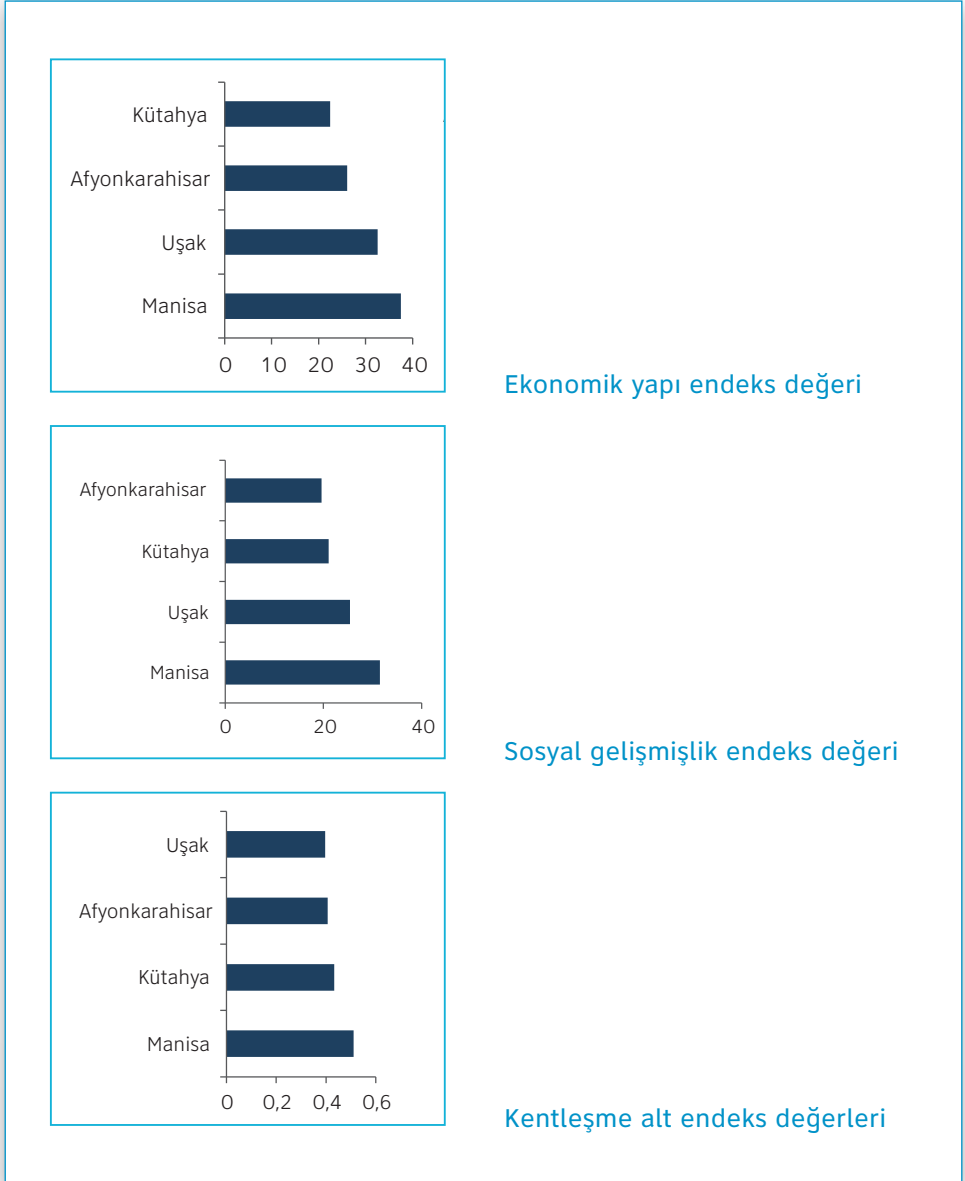 Kütahya
Afyonkarahisar
Uşak
Manisa
0 10 20 30 40
Ekonomik yapı endeks değeri
Afyonkarahisar
Kütahya
Uşak
Manisa
0 20 40
Sosyal gelişmişlik endeks değeri
Uşak
Afyonkarahisar
Kütahya
Manisa
0 0,2 0,4 0,6
Kentleşme alt endeks değerleri